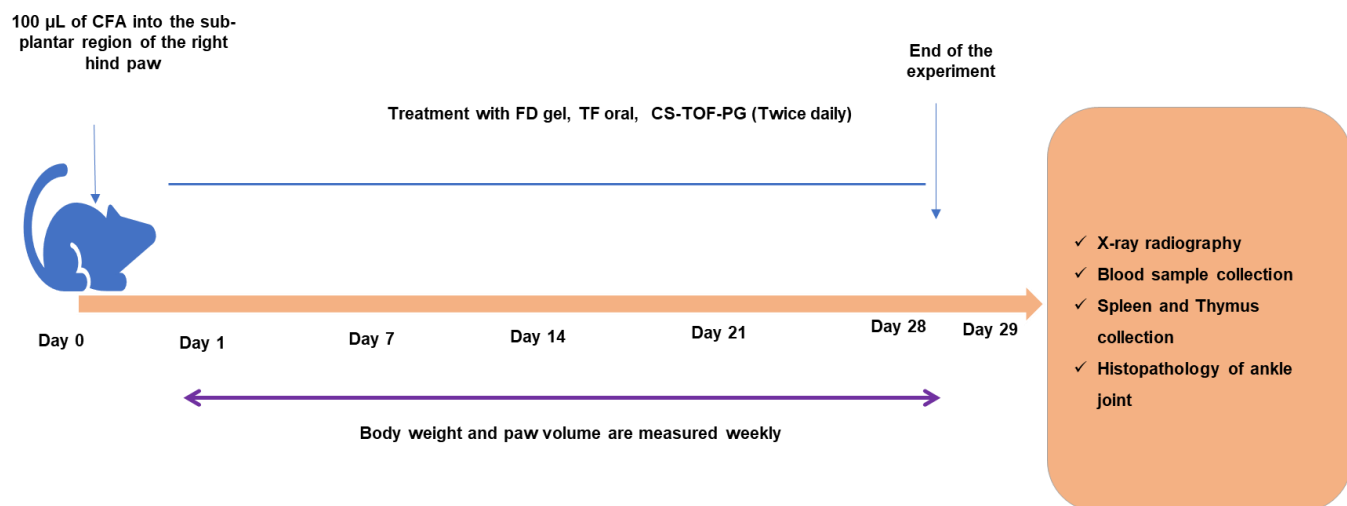 100 µL of CFA into the sub-
plantar region of the right
hind paw
End of the
experiment
Treatment with FD gel, TF oral, CS-TOF-PG (Twice daily)
Day 0
Day 1
Day 7
Day 14
Day 21
Day 28
Day 29
Body weight and paw volume are measured weekly
✓ X-ray radiography
✓ Blood sample collection
✓ Spleen and Thymus
collection
✓ Histopathology of ankle
joint